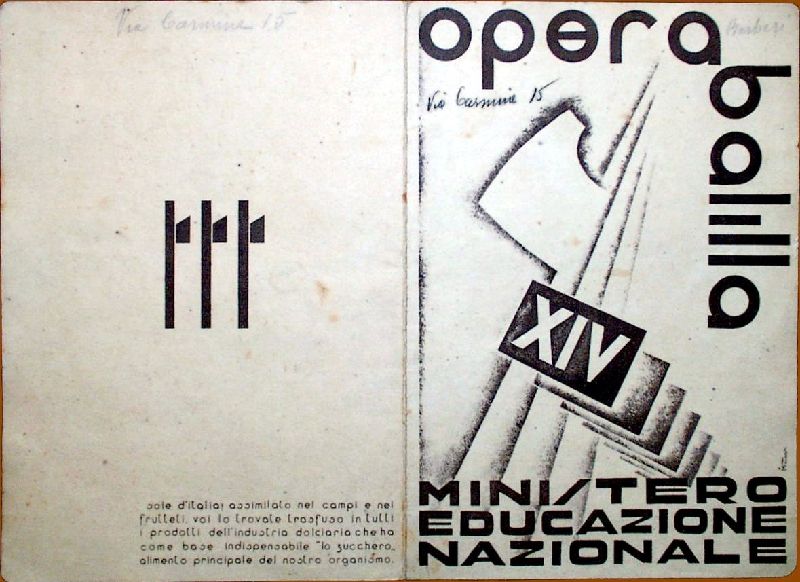 Via Carmine 15
sole d'italia: assimilato nei campi e nei
frutteti, voi lo trovate trasfuso in tutti
i prodotti dell'industria dolciaria che ha
come base indispensabile "lo zucchero,
alimento principale del nostro organismo.
opera
balilla
Via Carmine 15
XIV
MINISTERO
EDUCAZIONE
NAZIONALE